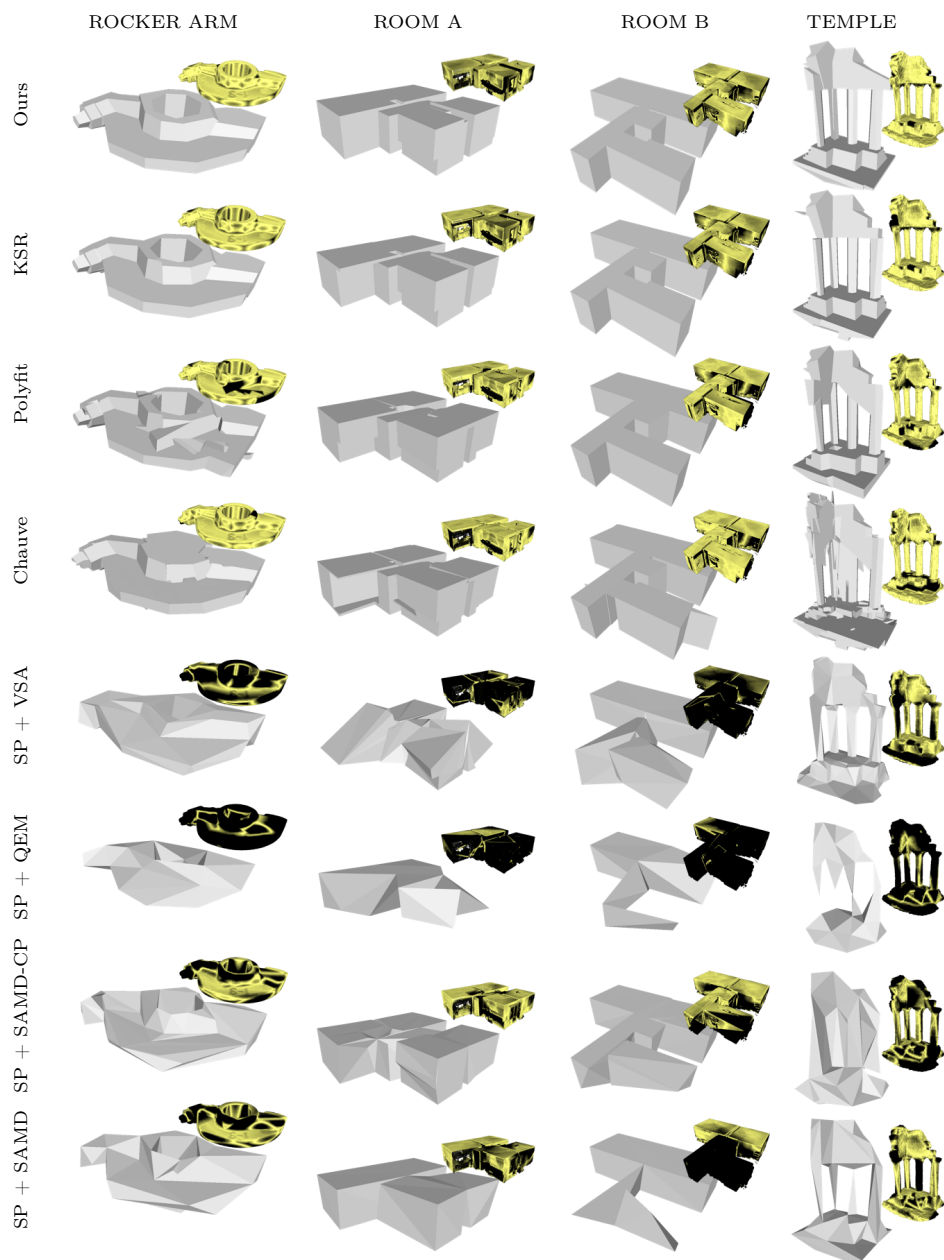 ROCKER ARM ROOM A ROOM B TEMPLE
Ours
KSR
Polyfit
Chauve
SP + VSA
SP + QEM
SP + SAMD-CP
SP + SAMD